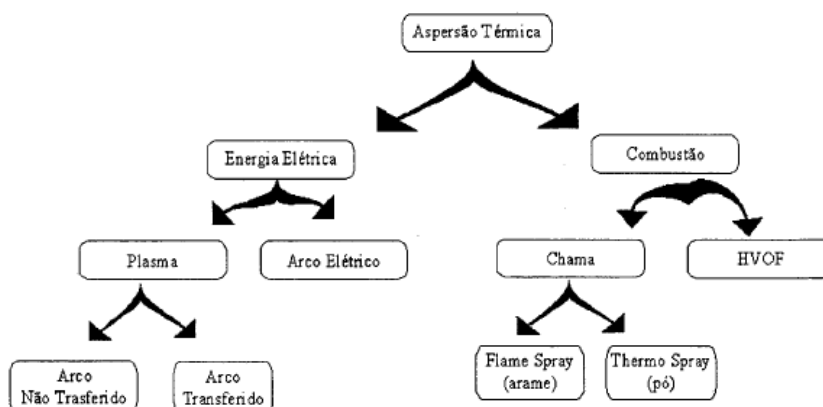 Aspersão Térmica
Energia Elétrica
Combustão
Plasma
Arco Elétrico
Chama
HVOF
Arco
Não Trasferido
Arco
Transferido
Flame Spray
(arame)
Thermo Spray
(pó)